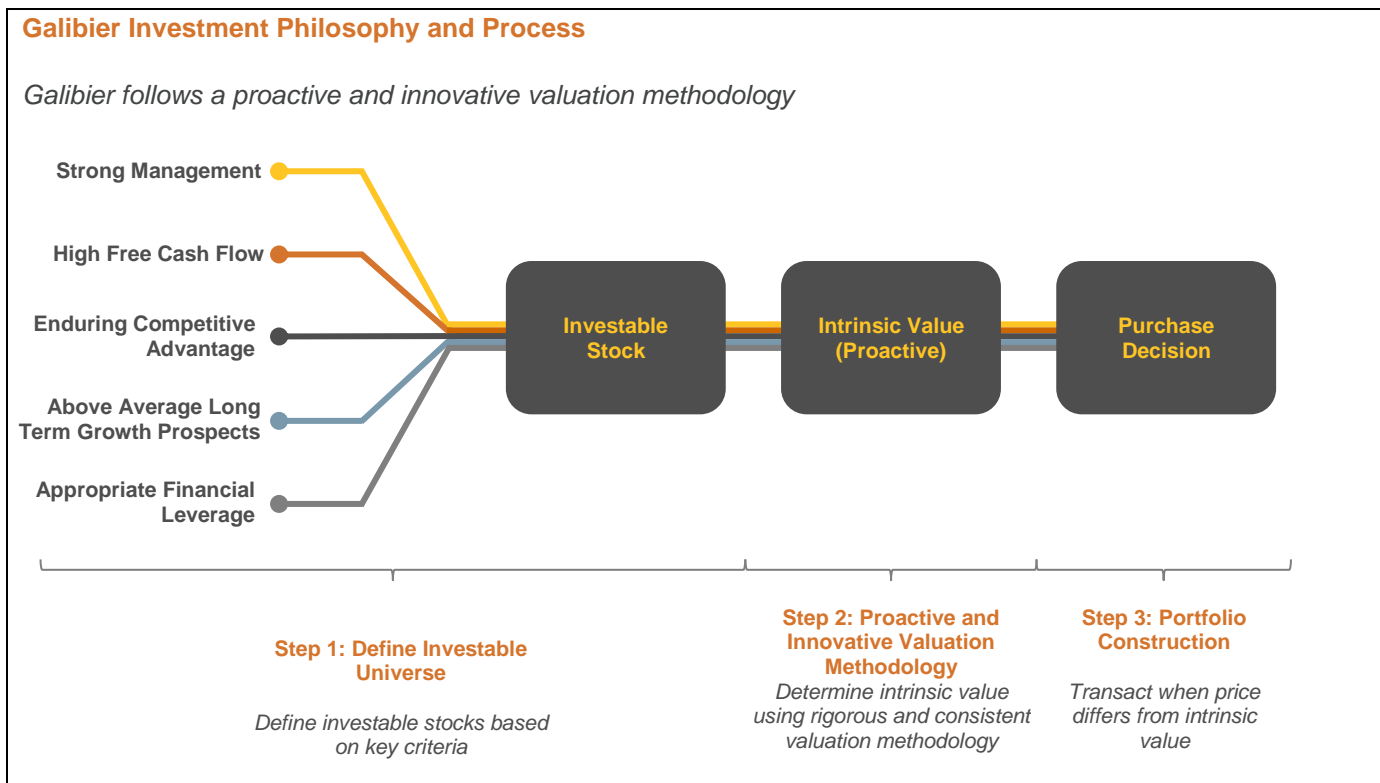 Galibier Investment Philosophy and Process
Galibier follows a proactive and innovative valuation methodology
Strong Management
High Free Cash Flow
Enduring Competitive
Advantage
Above Average Long
Term Growth Prospects
Appropriate Financial
Leverage
Investable
Stock
Intrinsic Value
(Proactive)
Purchase
Decision
Step 1: Define Investable
Universe
Define investable stocks based
on key criteria
Step 2: Proactive and
Innovative Valuation
Methodology
Determine intrinsic value
using rigorous and consistent
valuation methodology
Step 3: Portfolio
Construction
Transact when price
differs from intrinsic
value